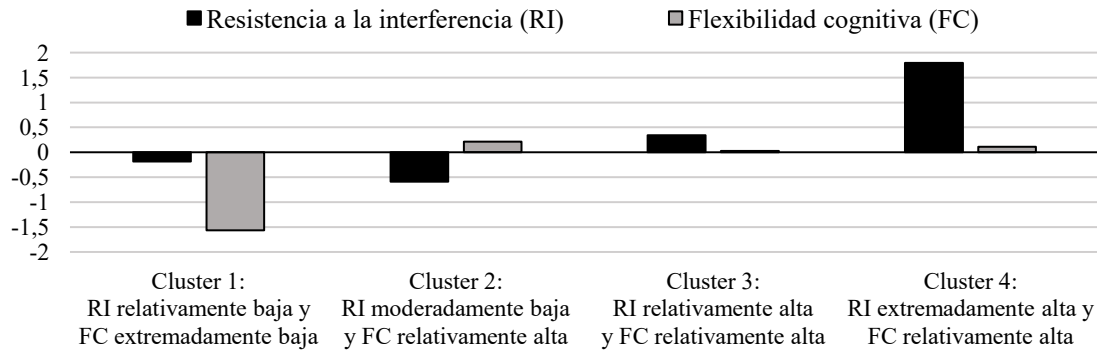 Resistencia a la interferencia (RI) Flexibilidad cognitiva (FC)
2
1,5
1
0,5
0
-0,5
-1
-1,5
-2
Cluster 1:
RI relativamente baja y
FC extremadamente baja
Cluster 2:
RI moderadamente baja
y FC relativamente alta
Cluster 3:
RI relativamente alta
y FC relativamente alta
Cluster 4:
RI extremadamente alta y
FC relativamente alta